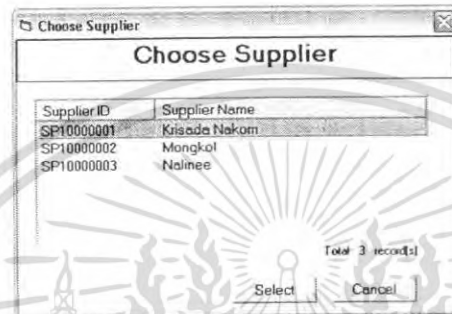 Choose Supplier
Choose Supplier
Supplier ID Supplier Name
SP10000001 Krisada Nakorn
SP10000002 Mongkol
SP10000003 Nalinee
Total 3 record[s]
Select Cancel